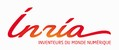 Inria
INVENTEURS DU MONDE NUMÉRIQUE